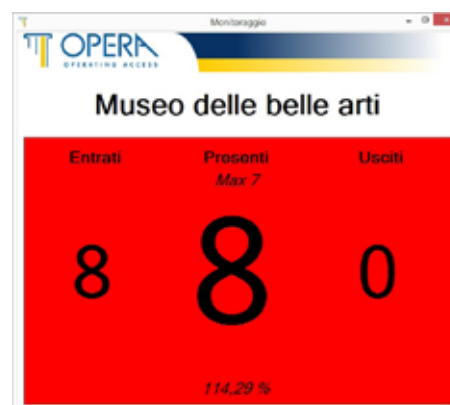 Monitoraggio
OPERA
OPERATING ACCESS
Museo delle belle arti
Entrati Presenti Usciti
Max 7
8 8 0
114,29 %